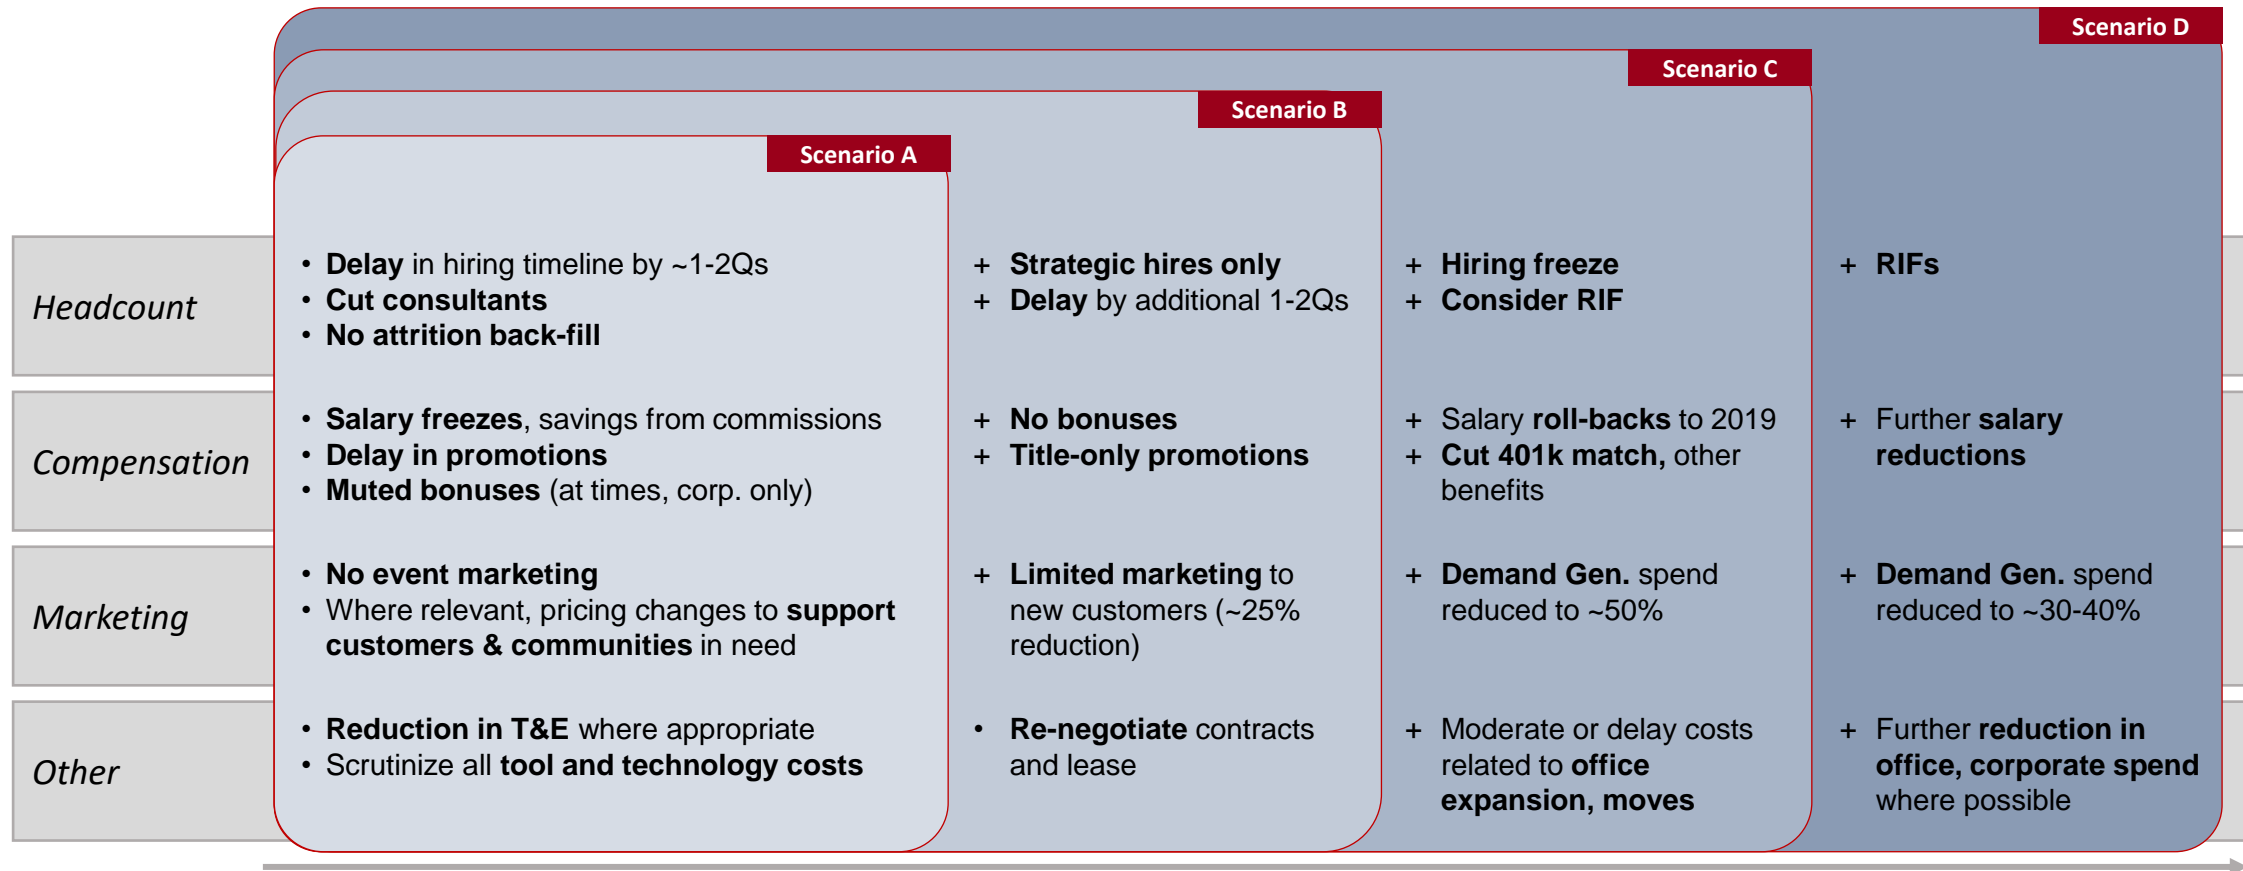 Scenario D
Scenario C
Scenario B
Scenario A
Headcount
• Delay in hiring timeline by ~1-2Qs
• Cut consultants
• No attrition back-fill
+ Strategic hires only
+ Delay by additional 1-2Qs
+ Hiring freeze
+ Consider RIF
+ RIFs
Compensation
• Salary freezes, savings from commissions
• Delay in promotions
• Muted bonuses (at times, corp. only)
+ No bonuses
+ Title-only promotions
+ Salary roll-backs to 2019
+ Cut 401k match, other
benefits
+ Further salary
reductions
Marketing
• No event marketing
• Where relevant, pricing changes to support
customers & communities in need
+ Limited marketing to
new customers (~25%
reduction)
+ Demand Gen. spend
reduced to ~50%
+ Demand Gen. spend
reduced to ~30-40%
Other
• Reduction in T&E where appropriate
• Scrutinize all tool and technology costs
• Re-negotiate contracts
and lease
+ Moderate or delay costs
related to office
expansion, moves
+ Further reduction in
office, corporate spend
where possible